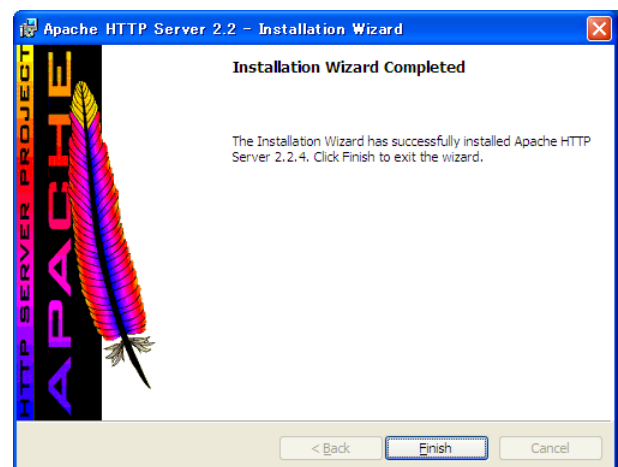 Apache HTTP Server 2.2 - Installation Wizard
HTTP SERVER PROJECT
APACHE
Installation Wizard Completed
The Installation Wizard has successfully installed Apache HTTP
Server 2.2.4. Click Finish to exit the wizard.
< Back
Finish
Cancel